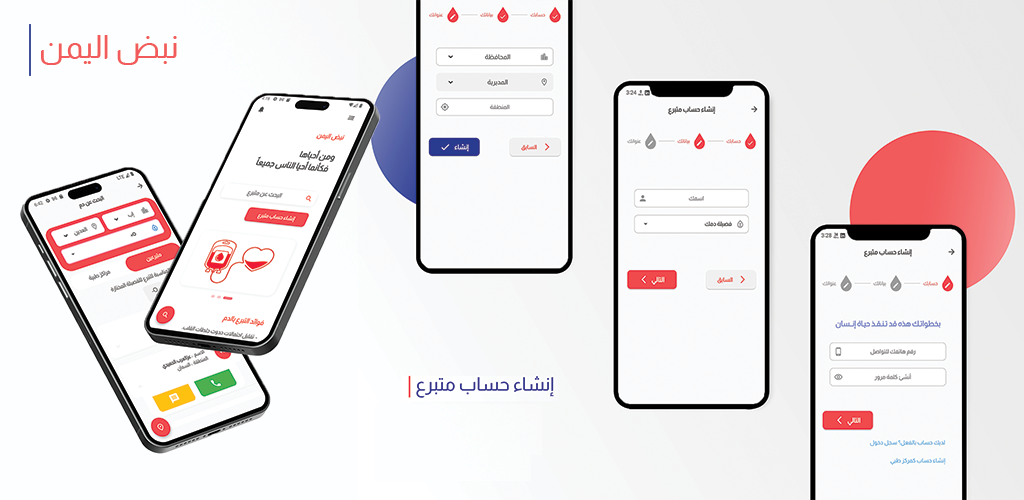 نبض اليمن
6:42
LTE
البحث عن دم
إب
العدين
متبرعين
مراكز طبية
الاسم :
المنطقة :
نبض اليمن
ومن أحياها
فكأنما أحيا الناس جميعاً
البحث عن متبرع
إنشاء حساب متبرع
فوائد التبرع بالدم
- تقليل احتمالات حدوث جلطات القلب
حسابك
بياناتك
عنوانك
المحافظة
المديرية
المنطقة
السابق
إنشاء
إنشاء حساب متبرع
3:24
إنشاء حساب متبرع
حسابك
بياناتك
عنوانك
اسمك
فصيلة دمك
السابق
التالي
3:28
إنشاء حساب متبرع
حسابك
بياناتك
عنوانك
بخطواتك هذه قد تنقذ حياة إنسان
رقم هاتفك للتواصل
أنشئ كلمة مرور
التالي
لديك حساب بالفعل؟ سجل دخول
إنشاء حساب كمركز طبي